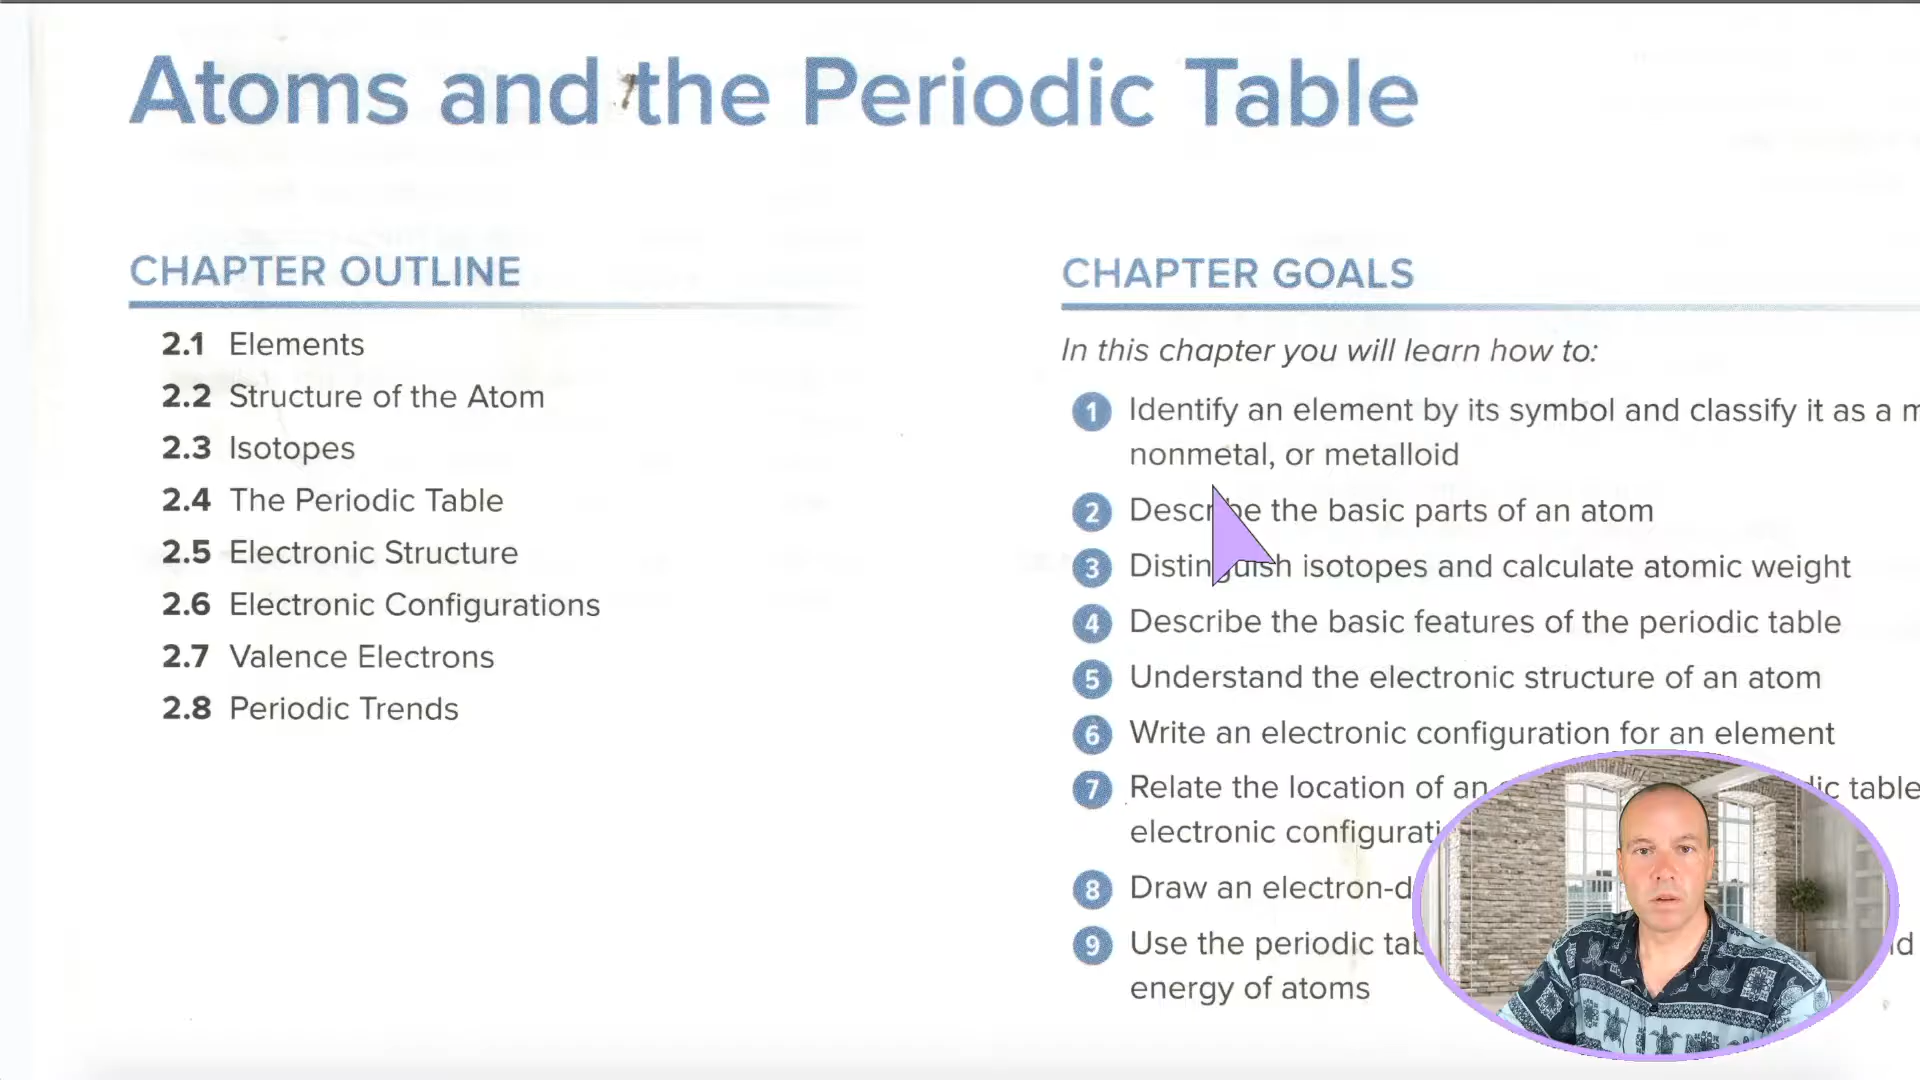 Atoms and the Periodic Table
CHAPTER OUTLINE
2.1 Elements
2.2 Structure of the Atom
2.3 Isotopes
2.4 The Periodic Table
2.5 Electronic Structure
2.6 Electronic Configurations
2.7 Valence Electrons
2.8 Periodic Trends
CHAPTER GOALS
In this chapter you will learn how to:
1 Identify an element by its symbol and classify it as a
nonmetal, or metalloid
2 Describe the basic parts of an atom
3 Distinguish isotopes and calculate atomic weight
4 Describe the basic features of the periodic table
5 Understand the electronic structure of an atom
6 Write an electronic configuration for an element
7 Relate the location of an table
electronic
8 Draw an
9 Use the periodic
energy of atoms